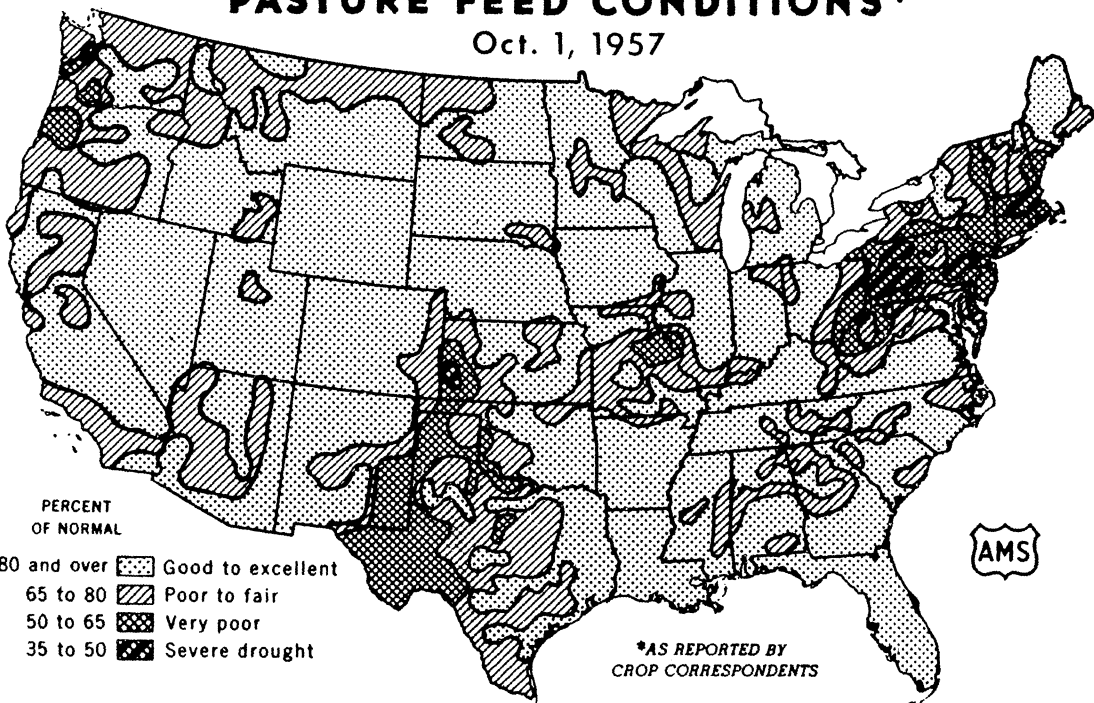 PASTURE FEED CONDITIONS*
Oct. 1, 1957
PERCENT
OF NORMAL
80 and over Good to excellent
65 to 80 Poor to fair
50 to 65 Very poor
35 to 50 Severe drought
*AS REPORTED BY
CROP CORRESPONDENTS
AMS